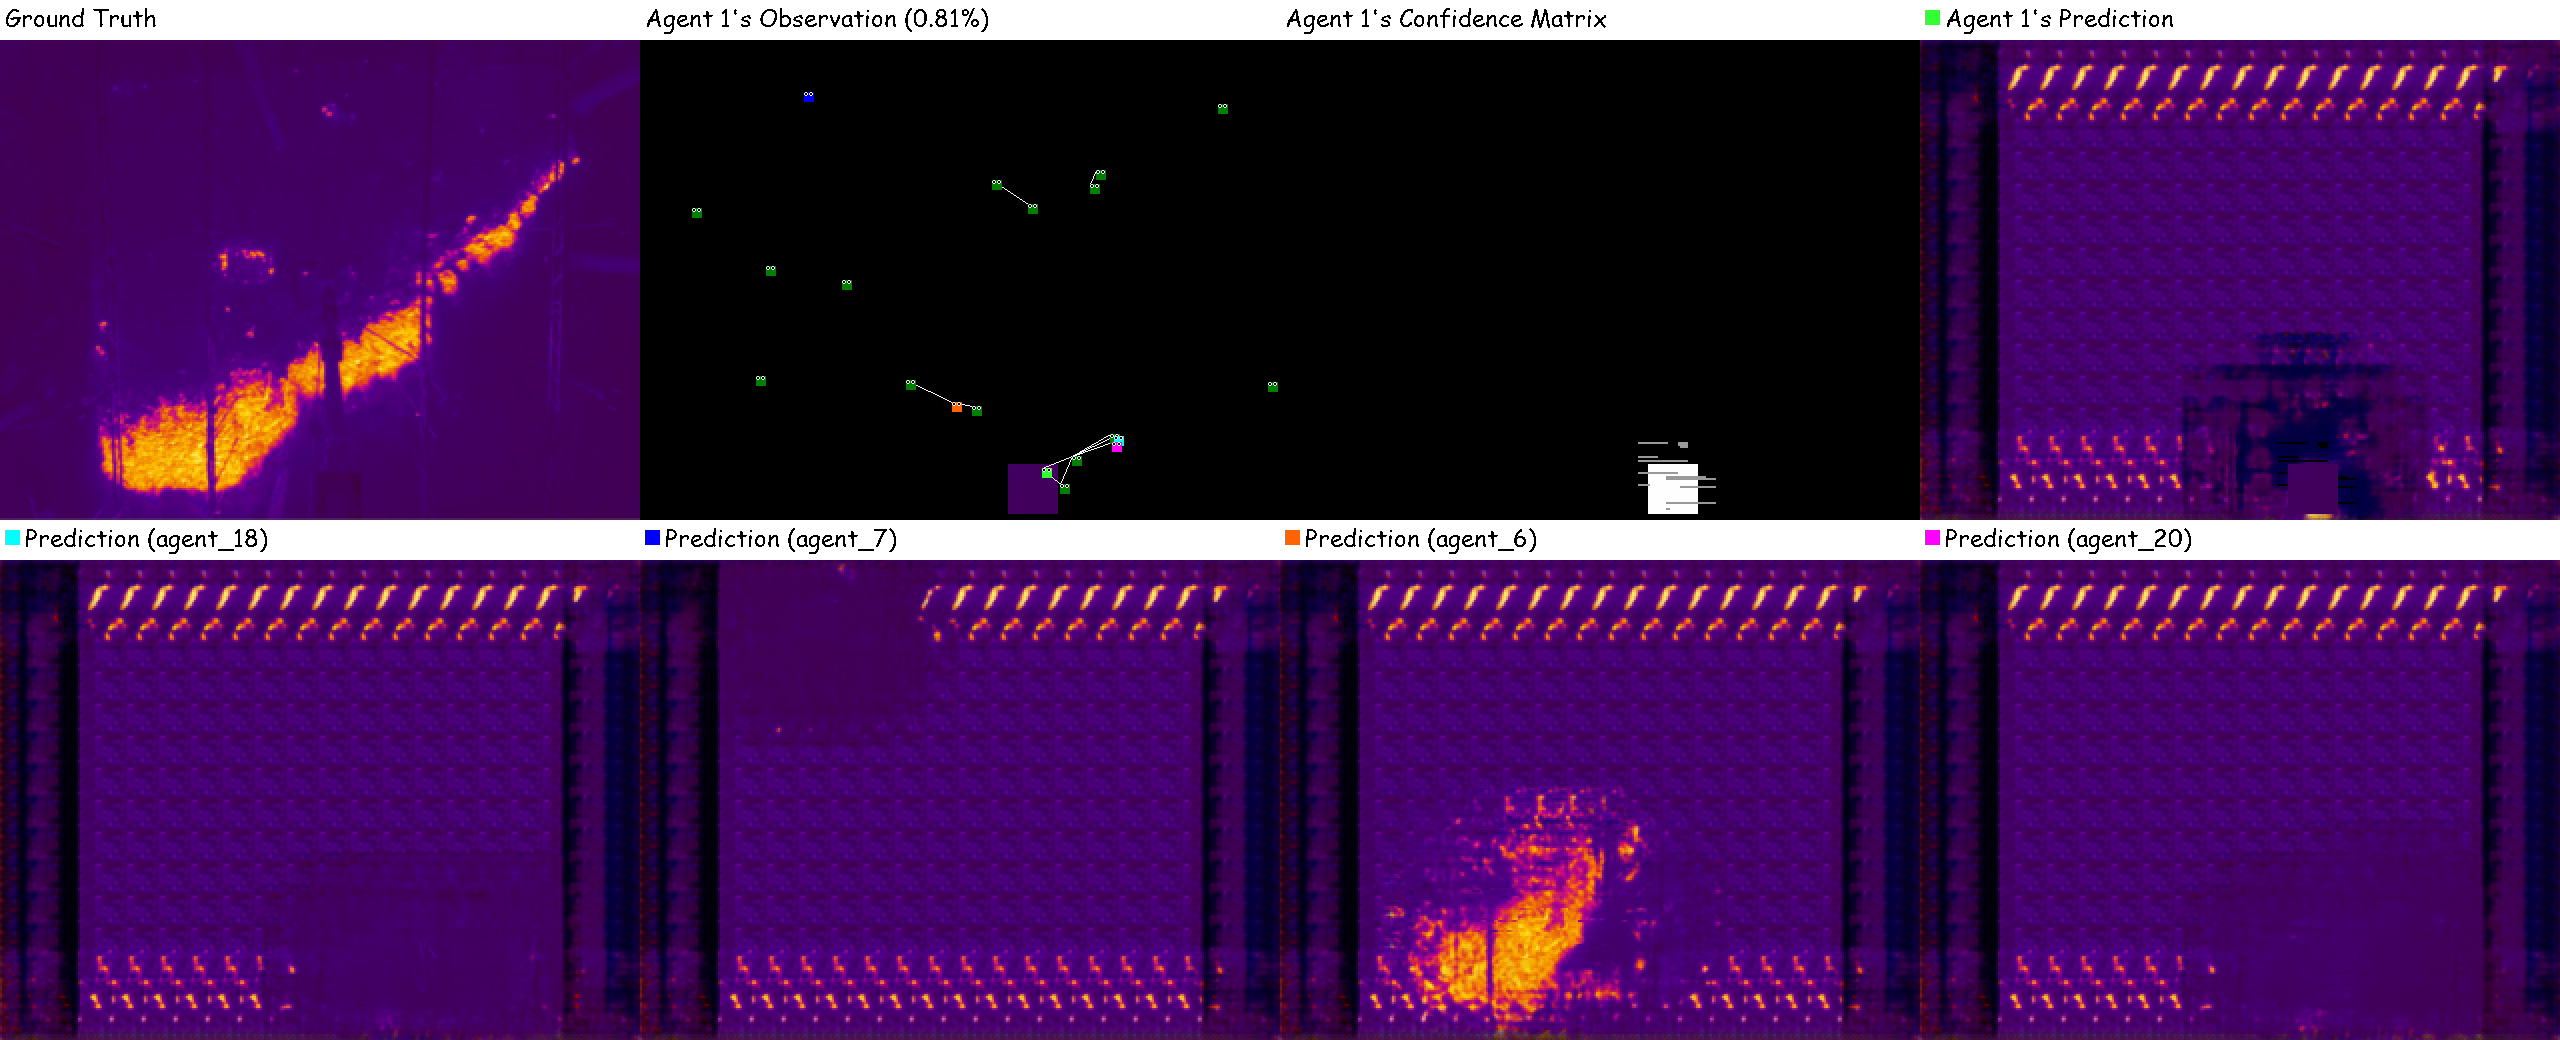 Ground Truth
Agent 1's Observation (0.81%)
Agent 1's Confidence Matrix
Agent 1's Prediction
Prediction (agent_18)
Prediction (agent_7)
Prediction (agent_6)
Prediction (agent_20)